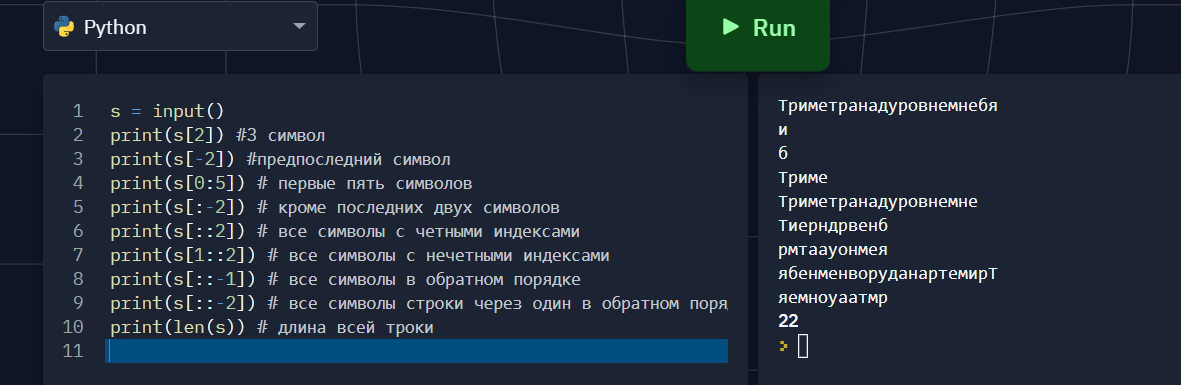 Python
Run
1 s = input()
2 print(s[2]) #3 символ
3 print(s[-2]) #предпоследний символ
4 print(s[0:5]) # первые пять символов
5 print(s[:-2]) # кроме последних двух символов
6 print(s[::2]) # все символы с четными индексами
7 print(s[1::2]) # все символы с нечетными индексами
8 print(s[::-1]) # все символы в обратном порядке
9 print(s[::-2]) # все символы строки через один в обратном поряд
10 print(len(s)) # длина всей троки
11
Триметранадуровнемнебя
и
б
Триме
Триметранадуровнемне
Тиерндрвенб
рмтаауонмея
ябенменворуданартемирТ
яемноуаатмр
22
>